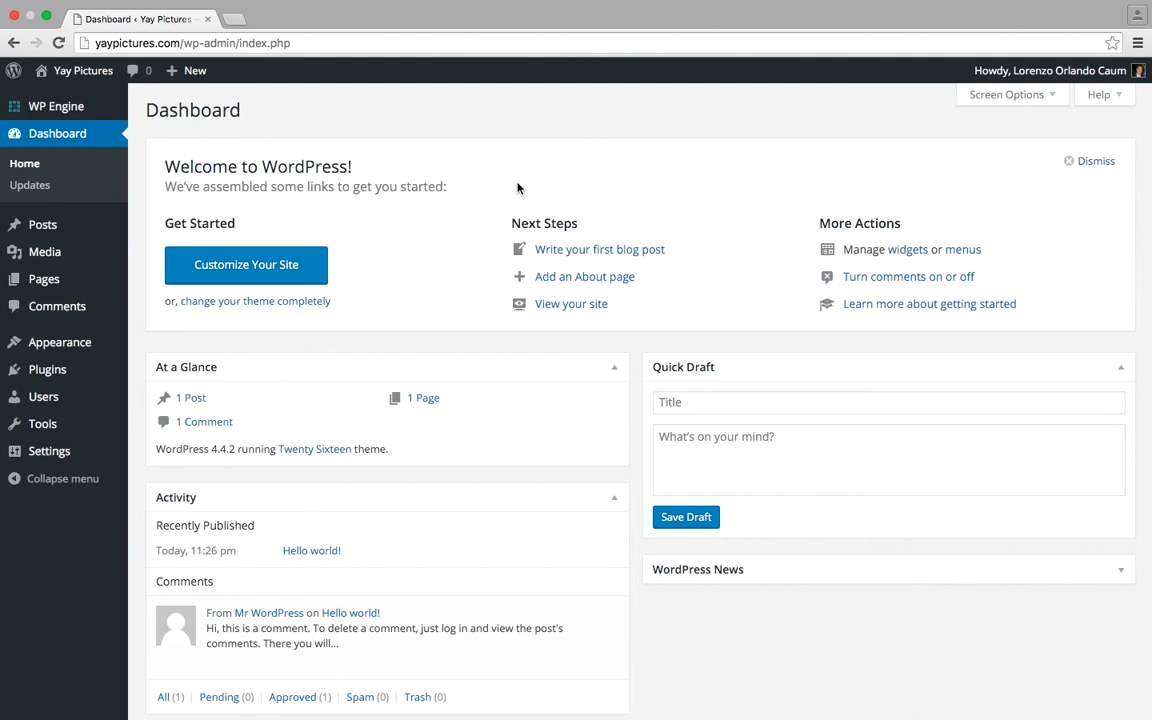 Dashboard ‹ Yay Pictures –
yaypictures.com/wp-admin/index.php
Yay Pictures 0 New
Howdy, Lorenzo Orlando Caum
WP Engine
Dashboard
Home
Updates
Posts
Media
Pages
Comments
Appearance
Plugins
Users
Tools
Settings
Collapse menu
Screen Options
Help
Dashboard
Welcome to WordPress!
We've assembled some links to get you started:
Dismiss
Get Started
Customize Your Site
or, change your theme completely
Next Steps
Write your first blog post
Add an About page
View your site
More Actions
Manage widgets or menus
Turn comments on or off
Learn more about getting started
At a Glance
1 Post
1 Page
1 Comment
WordPress 4.4.2 running Twenty Sixteen theme.
Activity
Recently Published
Today, 11:26 pm Hello world!
Comments
From Mr WordPress on Hello world!
Hi, this is a comment. To delete a comment, just log in and view the post's
comments. There you will...
All (1) | Pending (0) | Approved (1) | Spam (0) | Trash (0)
Quick Draft
Title
What's on your mind?
Save Draft
WordPress News